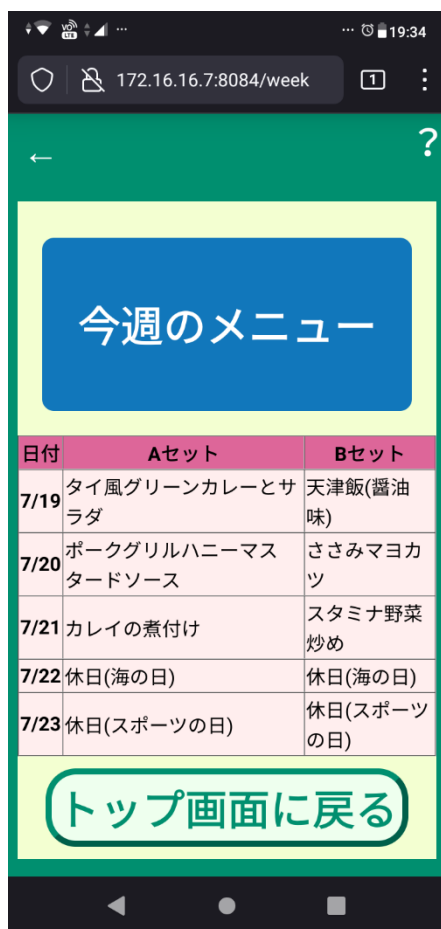 19:34
172.16.16.7:8084/week
1
←
?
今週のメニュー
日付 Aセット Bセット
7/19 タイ風グリーンカレーとサラダ 天津飯(醤油味)
7/20 ポークグリルハニーマスタードソース ささみマヨカツ
7/21 カレイの煮付け スタミナ野菜炒め
7/22 休日(海の日) 休日(海の日)
7/23 休日(スポーツの日) 休日(スポーツの日)
トップ画面に戻る